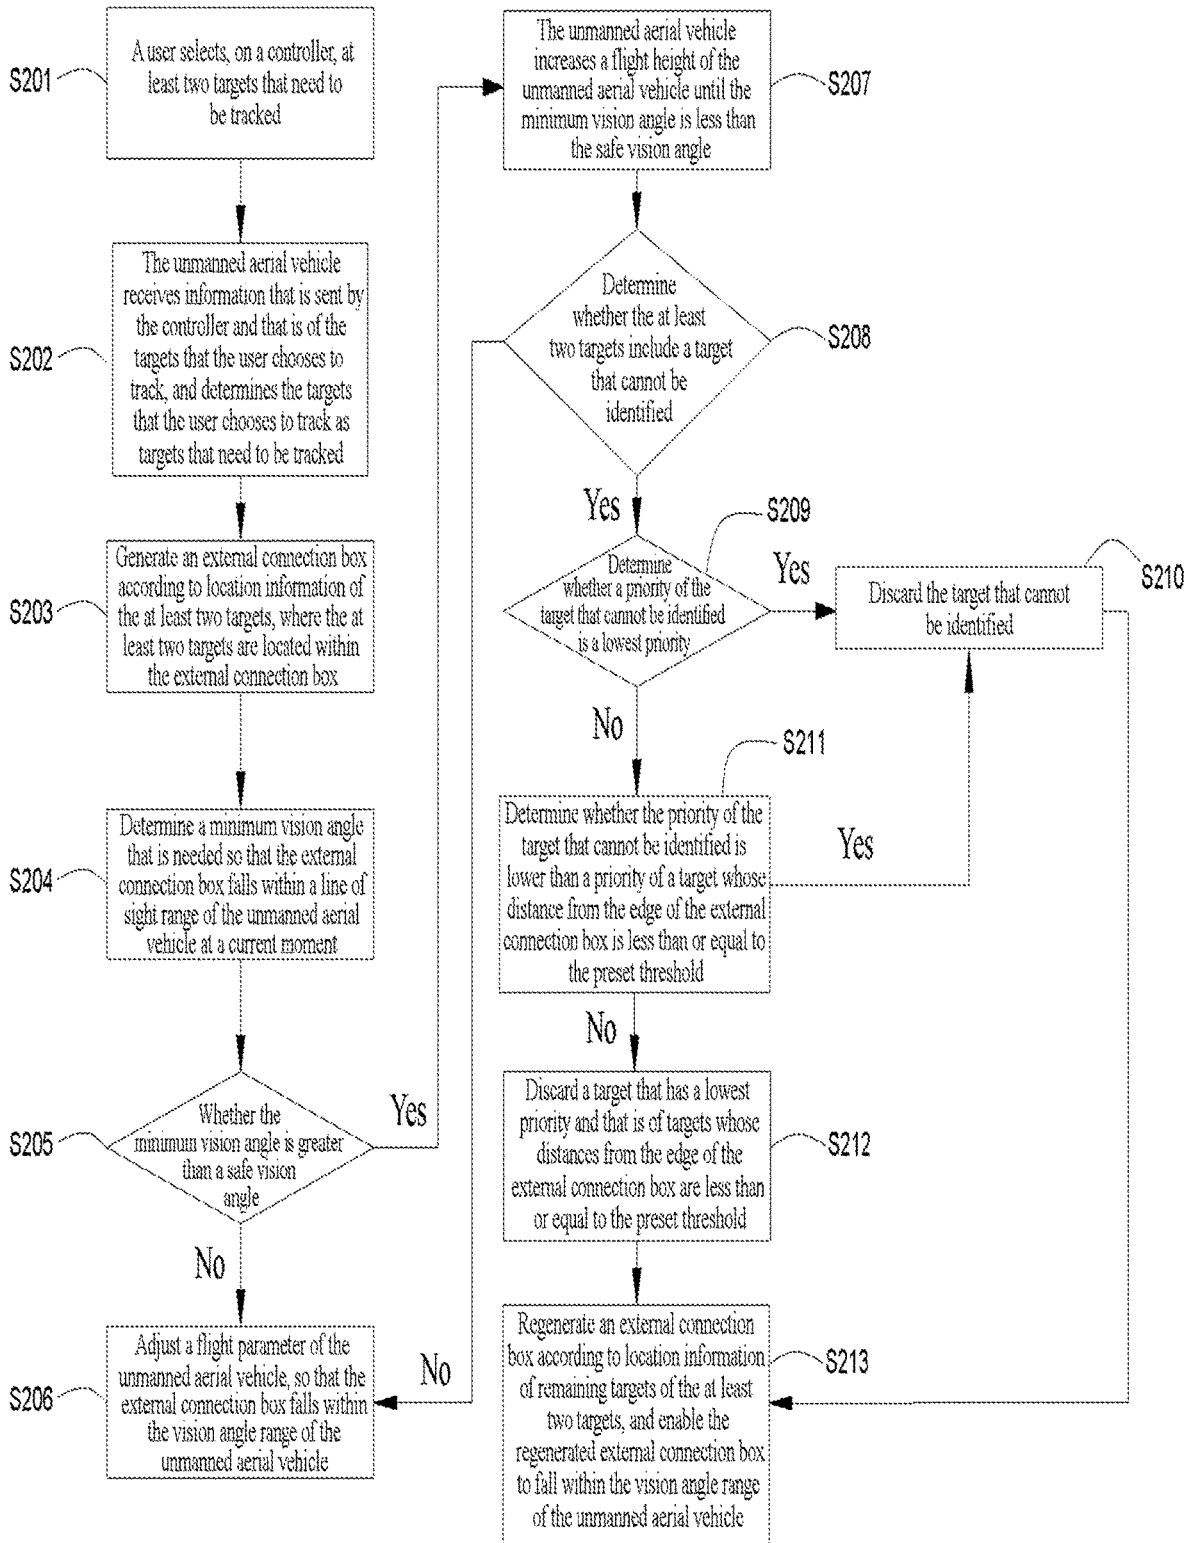 S201
A user selects, on a controller, at
least two targets that need to
be tracked
S202
The unmanned aerial vehicle
receives information that is sent by
the controller and that is of the
targets that the user chooses to
track, and determines the targets
that the user chooses to track as
targets that need to be tracked
S203
Generate an external connection box
according to location information of
the at least two targets, where the at
least two targets are located within
the external connection box
S204
Determine a minimum vision angle
that is needed so that the external
connection box falls within a line of
sight range of the unmanned aerial
vehicle at a current moment
S205
Whether the
minimum vision angle is greater
than a safe vision
angle
Yes
No
S206
Adjust a flight parameter of the
unmanned aerial vehicle, so that the
external connection box falls within
the vision angle range of the
unmanned aerial vehicle
The unmanned aerial vehicle
increases a flight height of the
unmanned aerial vehicle until the
minimum vision angle is less than
the safe vision angle
S207
Determine
whether the at least
two targets include a target
that cannot be
identified
S208
No
Yes
S209
Determine
whether a priority of the
target that cannot be identified
is a lowest priority
Yes
S210
Discard the target that cannot
be identified
No
S211
Determine whether the priority of the
target that cannot be identified is
lower than a priority of a target whose
distance from the edge of the external
connection box is less than or equal to
the preset threshold
Yes
No
Discard a target that has a lowest
priority and that is of targets whose
distances from the edge of the
external connection box are less than
or equal to the preset threshold
S212
Regenerate an external connection
box according to location information
of remaining targets of the at least
two targets, and enable the
regenerated external connection box
to fall within the vision angle range
of the unmanned aerial vehicle
S213